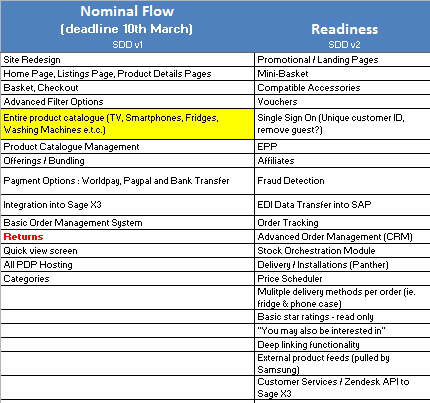 Nominal Flow
(deadline 10th March)
SDD v1
Readiness
SDD v2
Site Redesign
Promotional / Landing Pages
Home Page, Listings Page, Product Details Pages
Mini-Basket
Basket, Checkout
Compatible Accessories
Advanced Filter Options
Vouchers
Entire product catalogue (TV, Smartphones, Fridges,
Washing Machines e.t.c.)
Single Sign On (Unique customer ID,
remove guest?)
Product Catalogue Management
EPP
Offerings / Bundling
Affiliates
Payment Options : Worldpay, Paypal and Bank Transfer
Fraud Detection
Integration into Sage X3
EDI Data Transfer into SAP
Basic Order Management System
Order Tracking
Returns
Advanced Order Management (CRM)
Quick view screen
Stock Orchestration Module
All PDP Hosting
Delivery / Installations (Panther)
Categories
Price Scheduler
Mulitple delivery methods per order (ie.
fridge & phone case)
Basic star ratings - read only
"You may also be interested in"
Deep linking functionality
External product feeds (pulled by
Samsung)
Customer Services / Zendesk API to
Sage X3